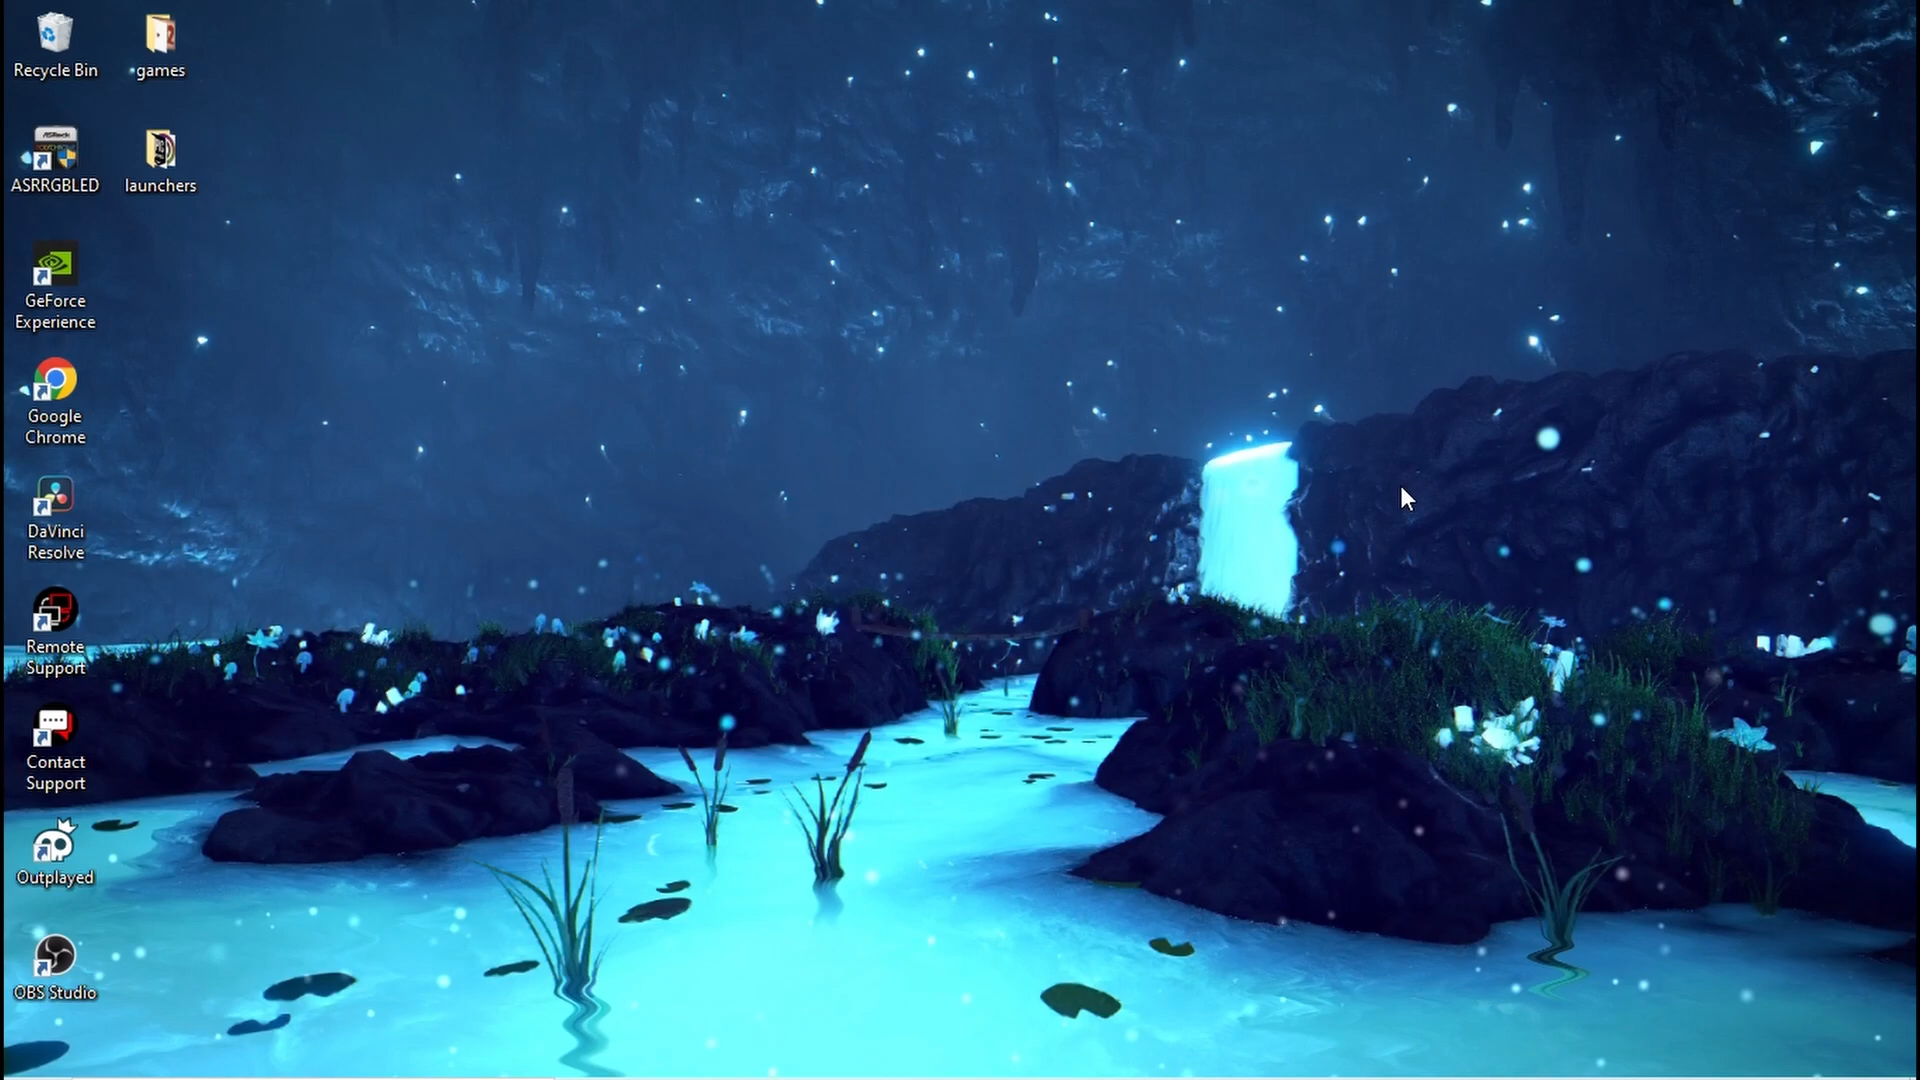 Recycle Bin
games
ASRRGBLED
launchers
GeForce
Experience
Google
Chrome
DaVinci
Resolve
Remote
Support
Contact
Support
Outplayed
OBS Studio